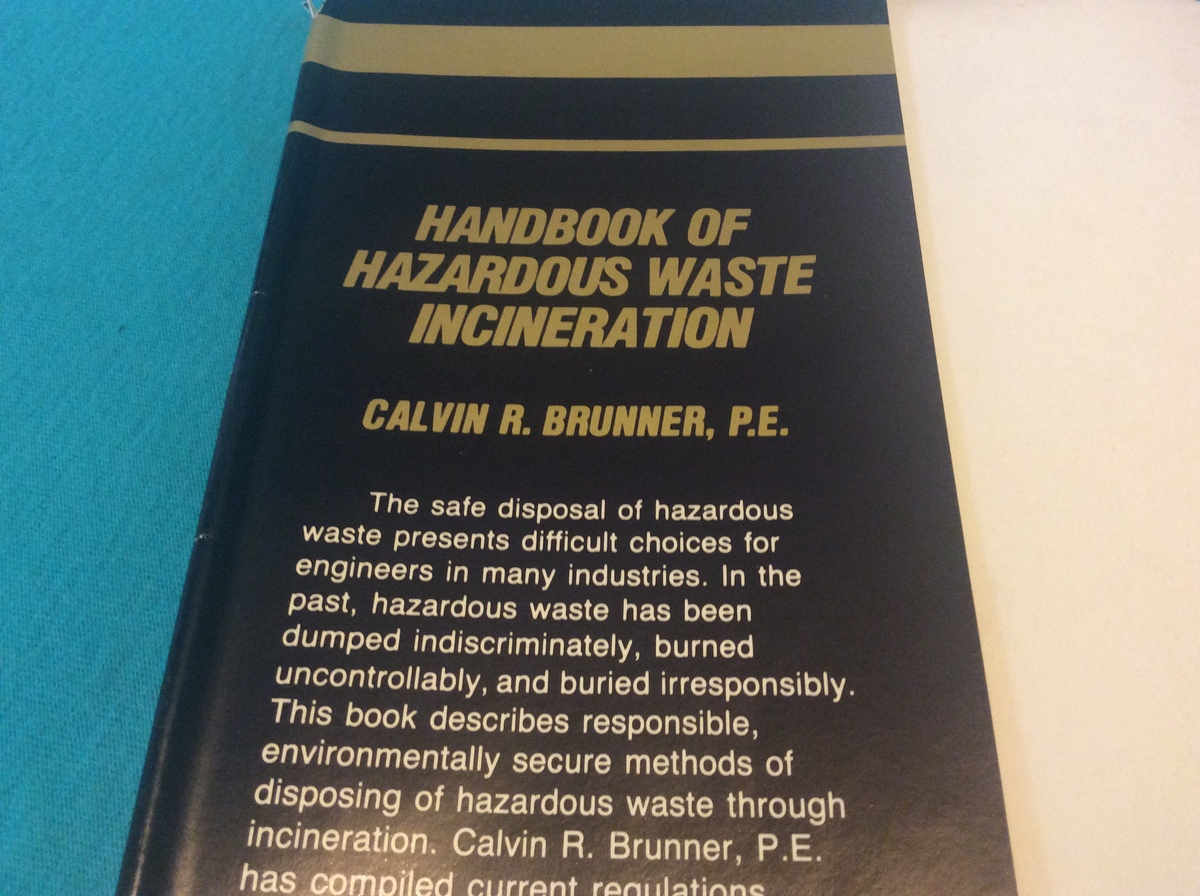 HANDBOOK OF
HAZARDOUS WASTE
INCINERATION
CALVIN R. BRUNNER, P.E.
The safe disposal of hazardous
waste presents difficult choices for
engineers in many industries. In the
past, hazardous waste has been
dumped indiscriminately, burned
uncontrollably, and buried irresponsibly.
This book describes responsible,
environmentally secure methods of
disposing of hazardous waste through
incineration. Calvin R. Brunner, P.E.
has compiled current regulations,